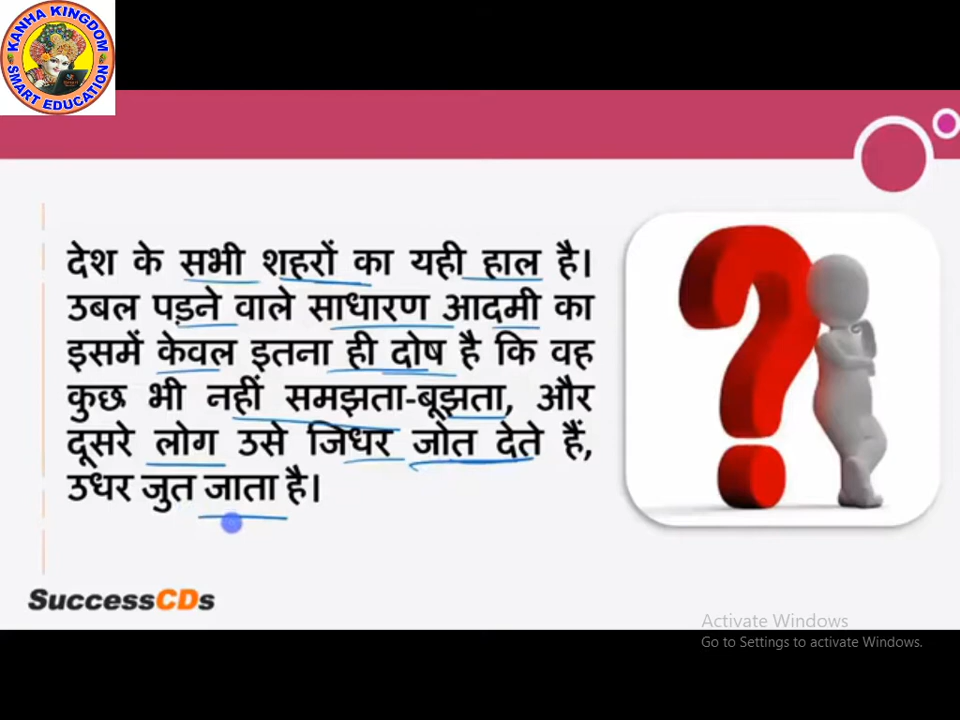 KANHA KINGDOM
SMART EDUCATION
देश के सभी शहरों का यही हाल है।
उबल पड़ने वाले साधारण आदमी का
इसमें केवल इतना ही दोष है कि वह
कुछ भी नहीं समझता-बूझता, और
दूसरे लोग उसे जिधर जोत देते हैं,
उधर जुत जाता है।
SuccessCDs
Activate Windows
Go to Settings to activate Windows.